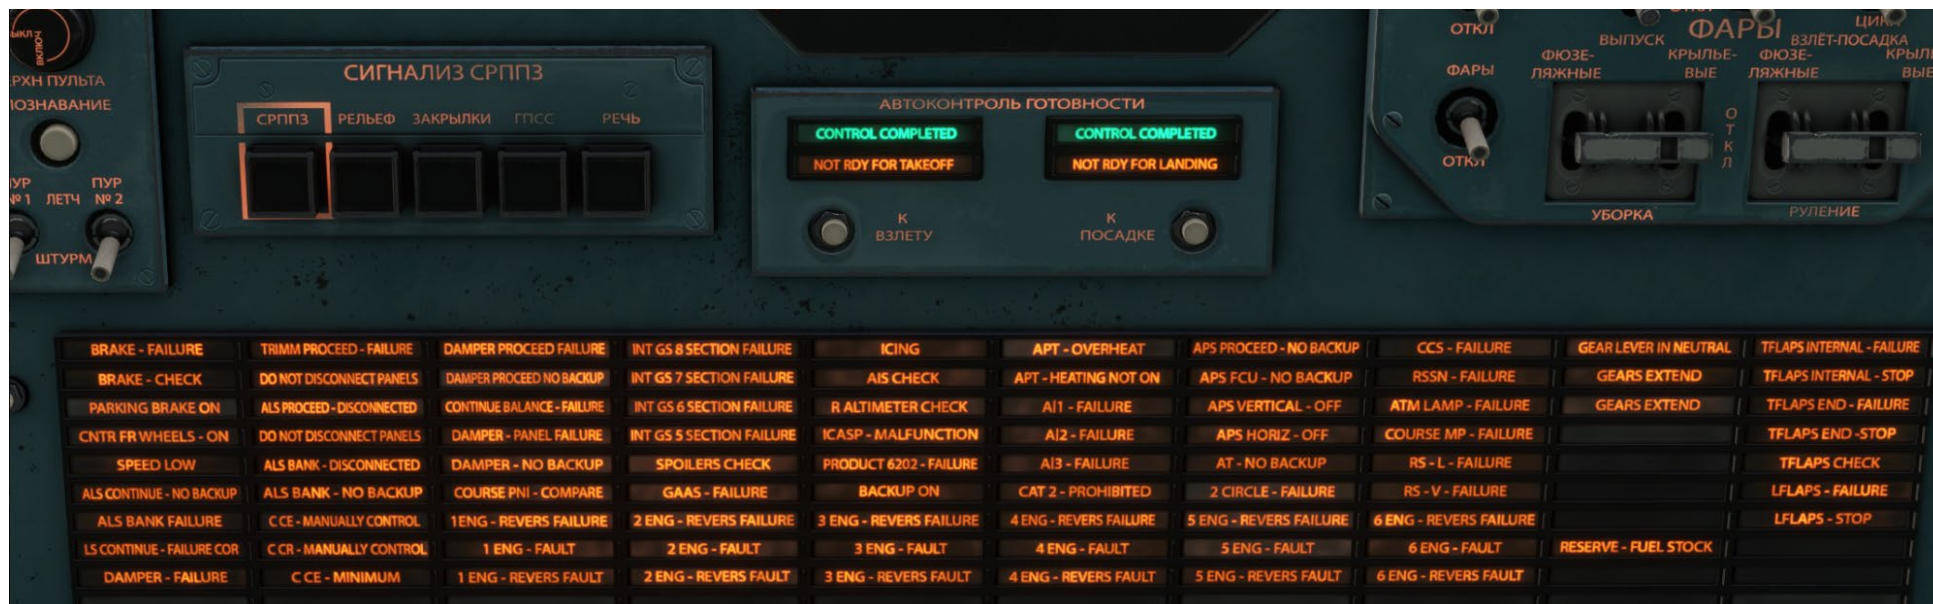 ВКЛЮЧ
ПУЛЬТА
№ 1 ЛЕТЧ
ПУР
№ 2
ШТУРМ
СИГНАЛИЗ СРППЗ
СРППЗ РЕЛЬЕФ ЗАКРЫЛКИ ГПСС РЕЧЬ
АВТОКОНТРОЛЬ ГОТОВНОСТИ
CONTROL COMPLETED CONTROL COMPLETED
NOT RDY FOR TAKEOFF NOT RDY FOR LANDING
К
ВЗЛЕТУ
К
ПОСАДКЕ
ОТКЛ
ФАРЫ
ОТКЛ
ВЫПУСК ФАРЫ ВЗЛЁТ-ПОСАДКА
ФЮЗЕ-
ЛЯЖНЫЕ
КРЫЛЬЕ-
ВЫЕ
ФЮЗЕ-
ЛЯЖНЫЕ
ВЫЕ
ОТКЛ
УБОРКА РУЛЕНИЕ
BRAKE - FAILURE TRIMM PROCEED - FAILURE DAMPER PROCEED FAILURE INT GS 8 SECTION FAILURE ICING APT - OVERHEAT APS PROCEED - NO BACKUP CCS - FAILURE GEAR LEVER IN NEUTRAL TFLAPS INTERNAL - FAILURE
BRAKE - CHECK DO NOT DISCONNECT PANELS DAMPER PROCEED NO BACKUP INT GS 7 SECTION FAILURE AIS CHECK APT - HEATING NOT ON APS FCU - NO BACKUP RSSN - FAILURE GEARS EXTEND TFLAPS INTERNAL - STOP
PARKING BRAKE ON ALS PROCEED - DISCONNECTED CONTINUE BALANCE - FAILURE INT GS 6 SECTION FAILURE R ALTIMETER CHECK A|1 - FAILURE APS VERTICAL - OFF ATM LAMP - FAILURE GEARS EXTEND TFLAPS END - FAILURE
CNTR FR WHEELS - ON DO NOT DISCONNECT PANELS DAMPER - PANEL FAILURE INT GS 5 SECTION FAILURE ICASP - MALFUNCTION A|2 - FAILURE APS HORIZ - OFF COURSE MP - FAILURE TFLAPS END -STOP
SPEED LOW ALS BANK - DISCONNECTED DAMPER - NO BACKUP SPOILERS CHECK PRODUCT 6202 - FAILURE A|3 - FAILURE AT - NO BACKUP RS - L - FAILURE TFLAPS CHECK
ALS CONTINUE - NO BACKUP ALS BANK - NO BACKUP COURSE PNI - COMPARE GAAS - FAILURE BACKUP ON CAT 2 - PROHIBITED 2 CIRCLE - FAILURE RS - V - FAILURE LFLAPS - FAILURE
ALS BANK FAILURE C CE - MANUALLY CONTROL 1ENG - REVERS FAILURE 2 ENG - REVERS FAILURE 3 ENG - REVERS FAILURE 4 ENG - REVERS FAILURE 5 ENG - REVERS FAILURE 6 ENG - REVERS FAILURE LFLAPS - STOP
LS CONTINUE - FAILURE COR C CR - MANUALLY CONTROL 1 ENG - FAULT 2 ENG - FAULT 3 ENG - FAULT 4 ENG - FAULT 5 ENG - FAULT 6 ENG - FAULT RESERVE - FUEL STOCK
DAMPER - FAILURE C CE - MINIMUM 1 ENG - REVERS FAULT 2 ENG - REVERS FAULT 3 ENG - REVERS FAULT 4 ENG - REVERS FAULT 5 ENG - REVERS FAULT 6 ENG - REVERS FAULT